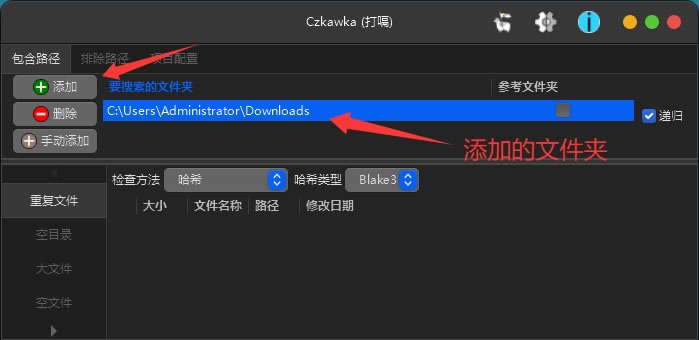 Czkawka (打嗝)
包含路径 排除路径 项目配置
添加 要搜索的文件夹 参考文件夹
删除 C:\Users\Administrator\Downloads 递归
手动添加
添加的文件夹
检查方法 哈希 哈希类型 Blake3
重复文件 大小 文件名称 路径 修改日期
空目录
大文件
空文件